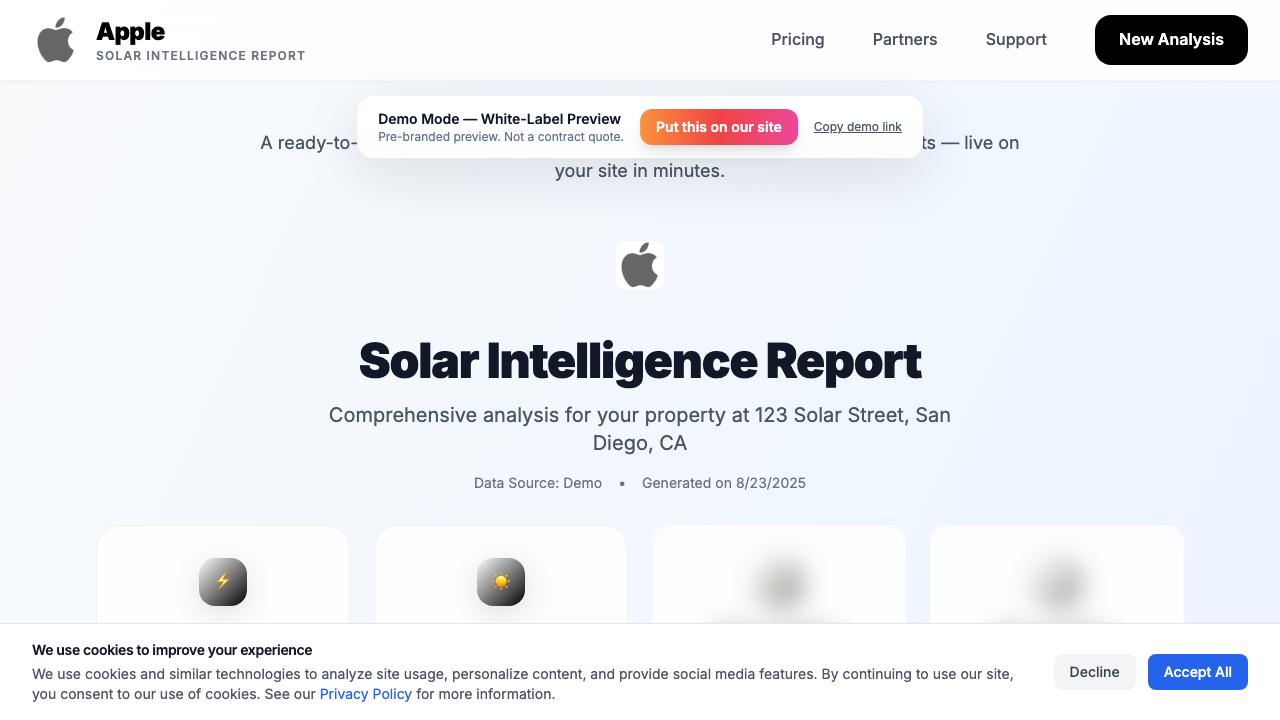 Apple
SOLAR INTELLIGENCE REPORT
Pricing
Partners
Support
New Analysis
Demo Mode — White-Label Preview
Pre-branded preview. Not a contract quote.
Put this on our site
Copy demo link
A ready-to-
— live on
your site in minutes.
Solar Intelligence Report
Comprehensive analysis for your property at 123 Solar Street, San
Diego, CA
Data Source: Demo • Generated on 8/23/2025
We use cookies to improve your experience
We use cookies and similar technologies to analyze site usage, personalize content, and provide social media features. By continuing to use our site,
you consent to our use of cookies. See our Privacy Policy for more information.
Decline
Accept All